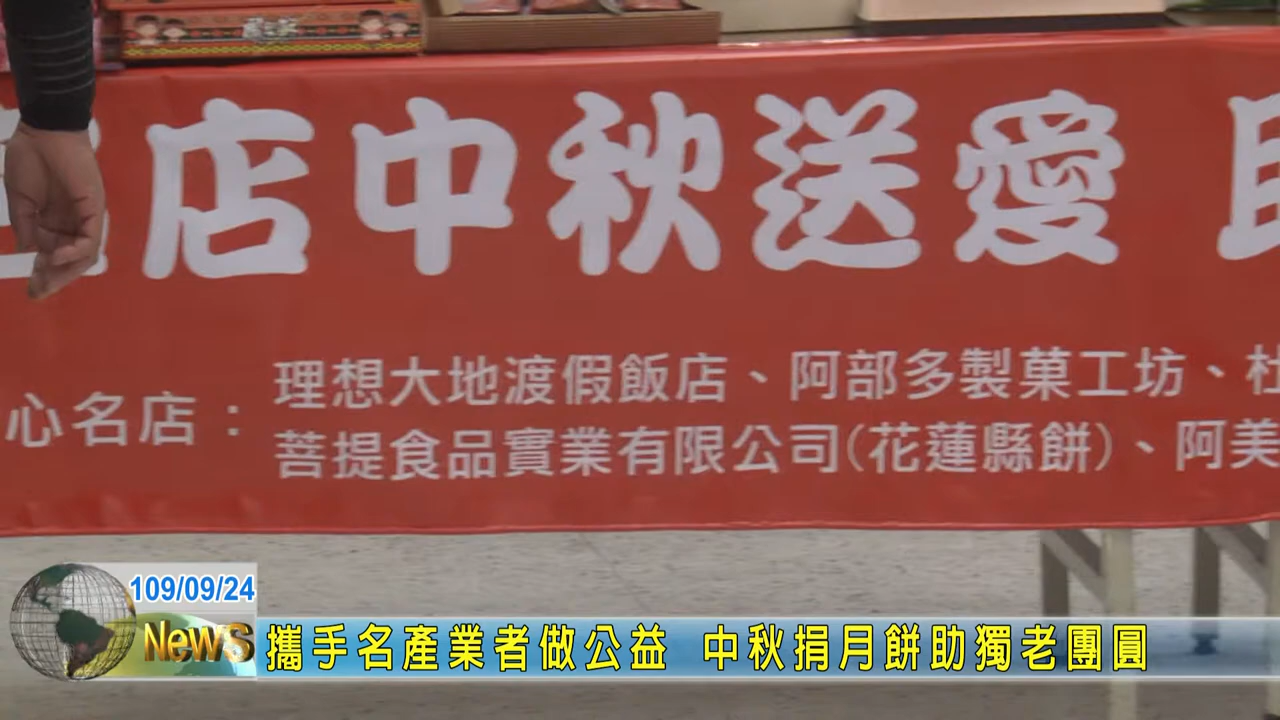 店中秋送愛
心名店：
理想大地渡假飯店、阿部多製菓工坊、杜
菩提食品實業有限公司(花蓮縣餅)、阿美
109/09/24
NewS
攜手名產業者做公益 中秋捐月餅助獨老團圓